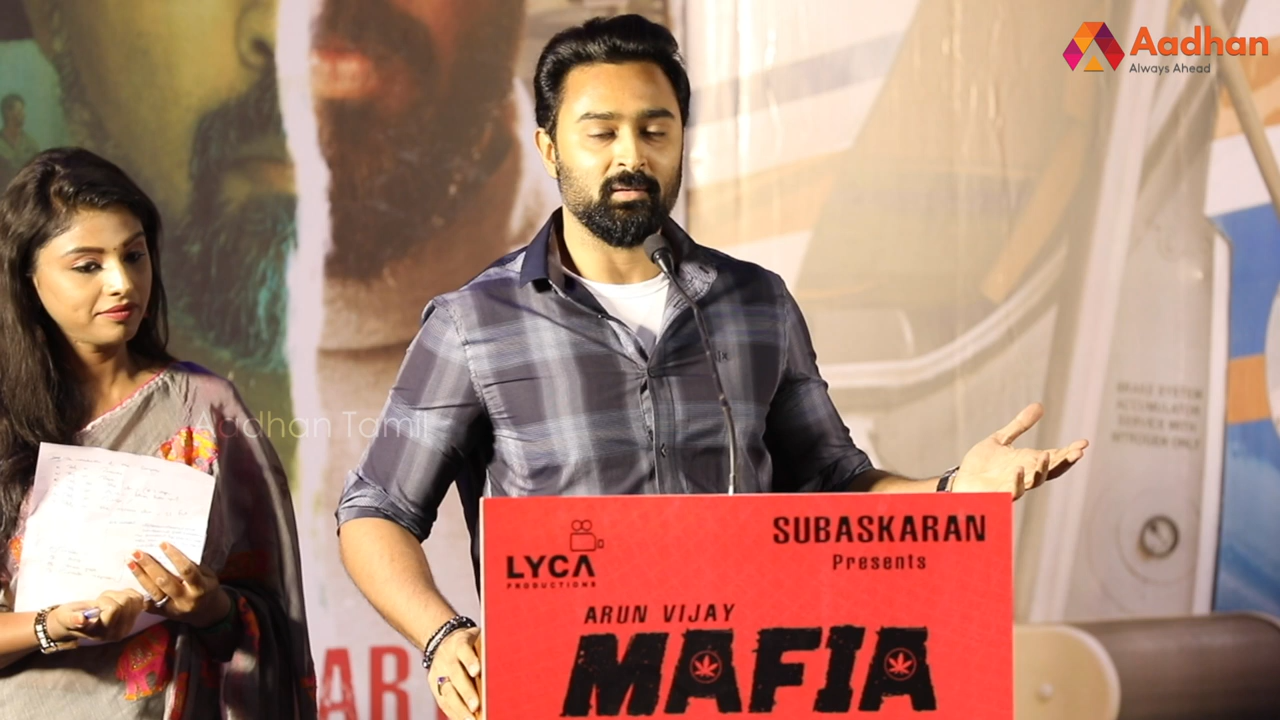 Aadhan
Always Ahead
Aadhan Tamil
BRAKE SYSTEM
ACCUMULATOR
SERVICE WITH
NITROGEN ONLY
LYCA
PRODUCTIONS
SUBASKARAN
Presents
ARUN VIJAY
MAFIA
AR